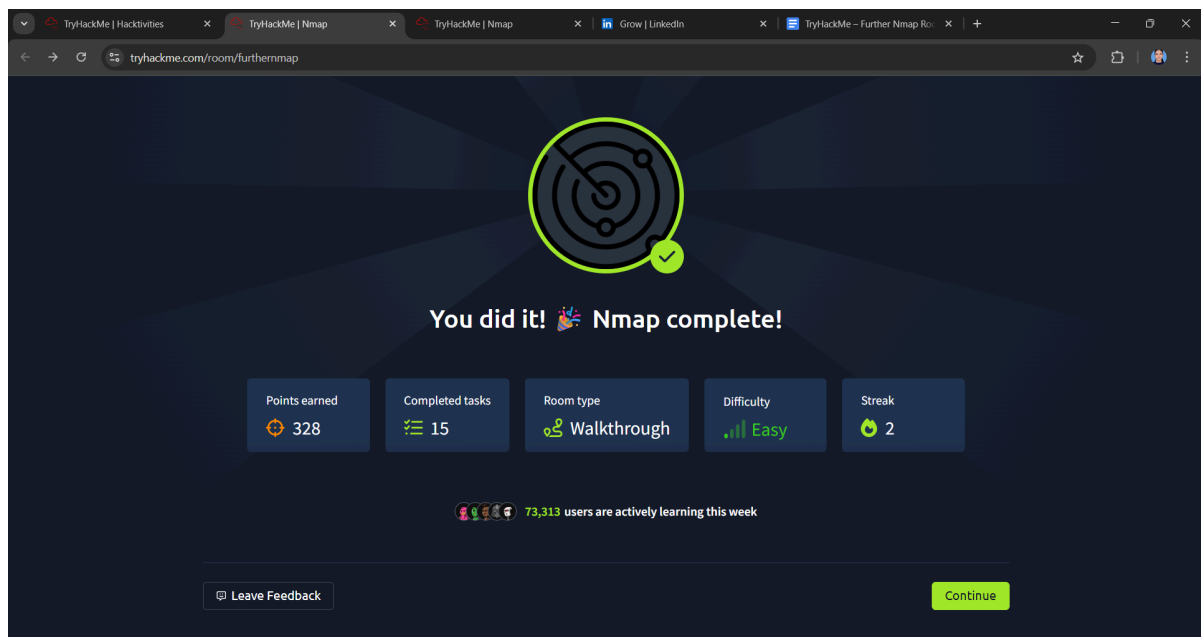 TryHackMe | Hacktivities
TryHackMe | Nmap
TryHackMe | Nmap
in Grow | LinkedIn
TryHackMe – Further Nmap Roo
tryhackme.com/room/furthernmap
You did it! 🎉 Nmap complete!
Points earned
328
Completed tasks
15
Room type
Walkthrough
Difficulty
Easy
Streak
2
73,313 users are actively learning this week
Leave Feedback
Continue